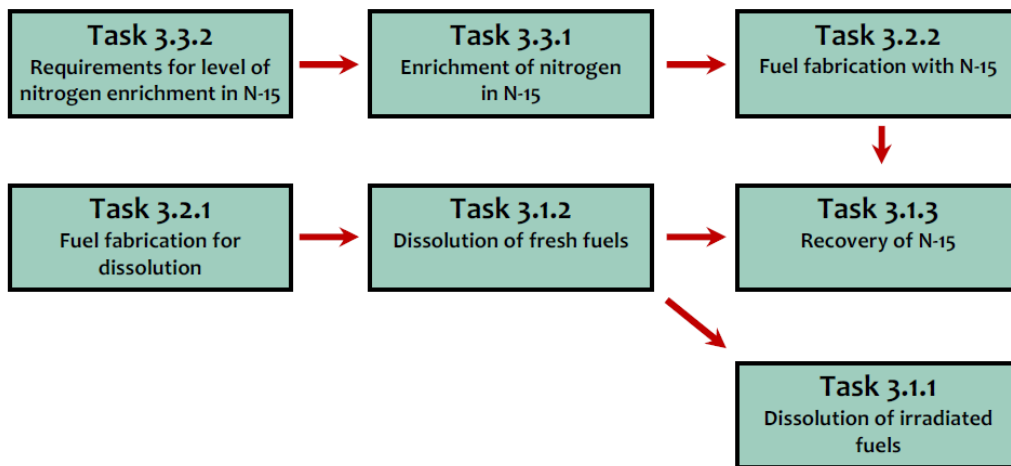 Task 3.3.2
Requirements for level of
nitrogen enrichment in N-15
Task 3.3.1
Enrichment of nitrogen
in N-15
Task 3.2.2
Fuel fabrication with N-15
Task 3.2.1
Fuel fabrication for
dissolution
Task 3.1.2
Dissolution of fresh fuels
Task 3.1.3
Recovery of N-15
Task 3.1.1
Dissolution of irradiated
fuels